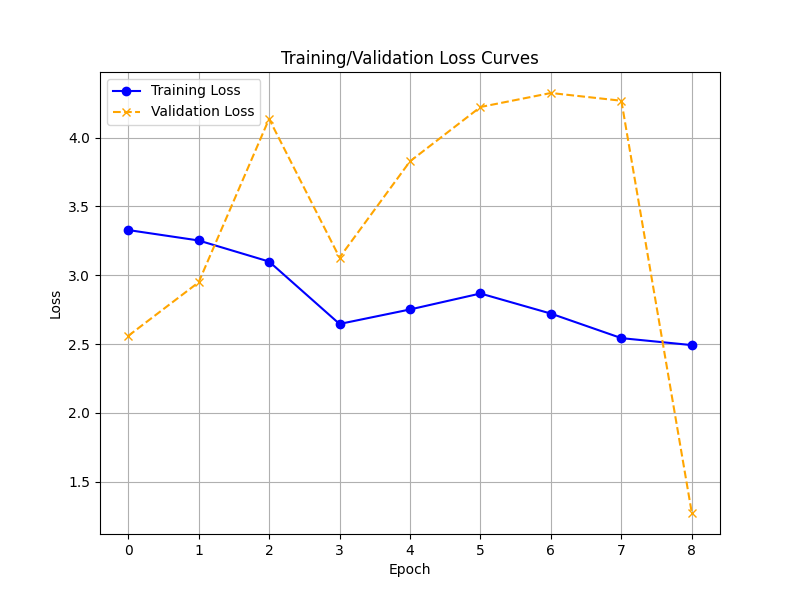 Training/Validation Loss Curves
Training Loss
Validation Loss
Loss
4.0
3.5
3.0
2.5
2.0
1.5
0 1 2 3 4 5 6 7 8
Epoch